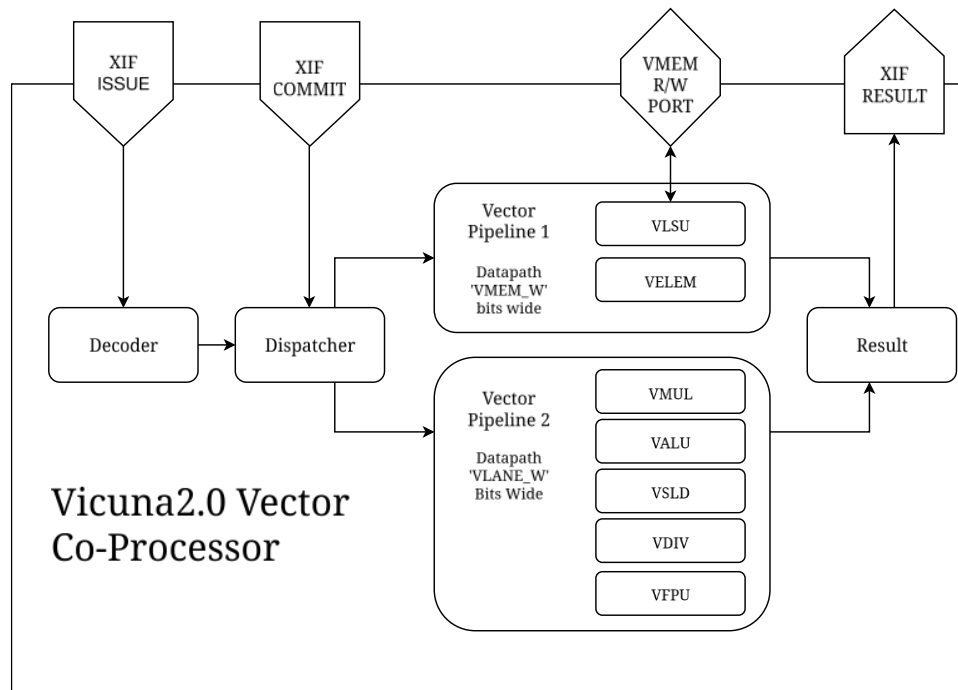 XIF
ISSUE
XIF
COMMIT
VMEM
R/W
PORT
XIF
RESULT
Vector
Pipeline 1
Datapath
'VMEM_W'
bits wide
VLSU
VELEM
Decoder
Dispatcher
Result
Vector
Pipeline 2
Datapath
'VLANE_W'
Bits Wide
VMUL
VALU
VSLD
VDIV
VFPU
Vicuna2.0 Vector
Co-Processor